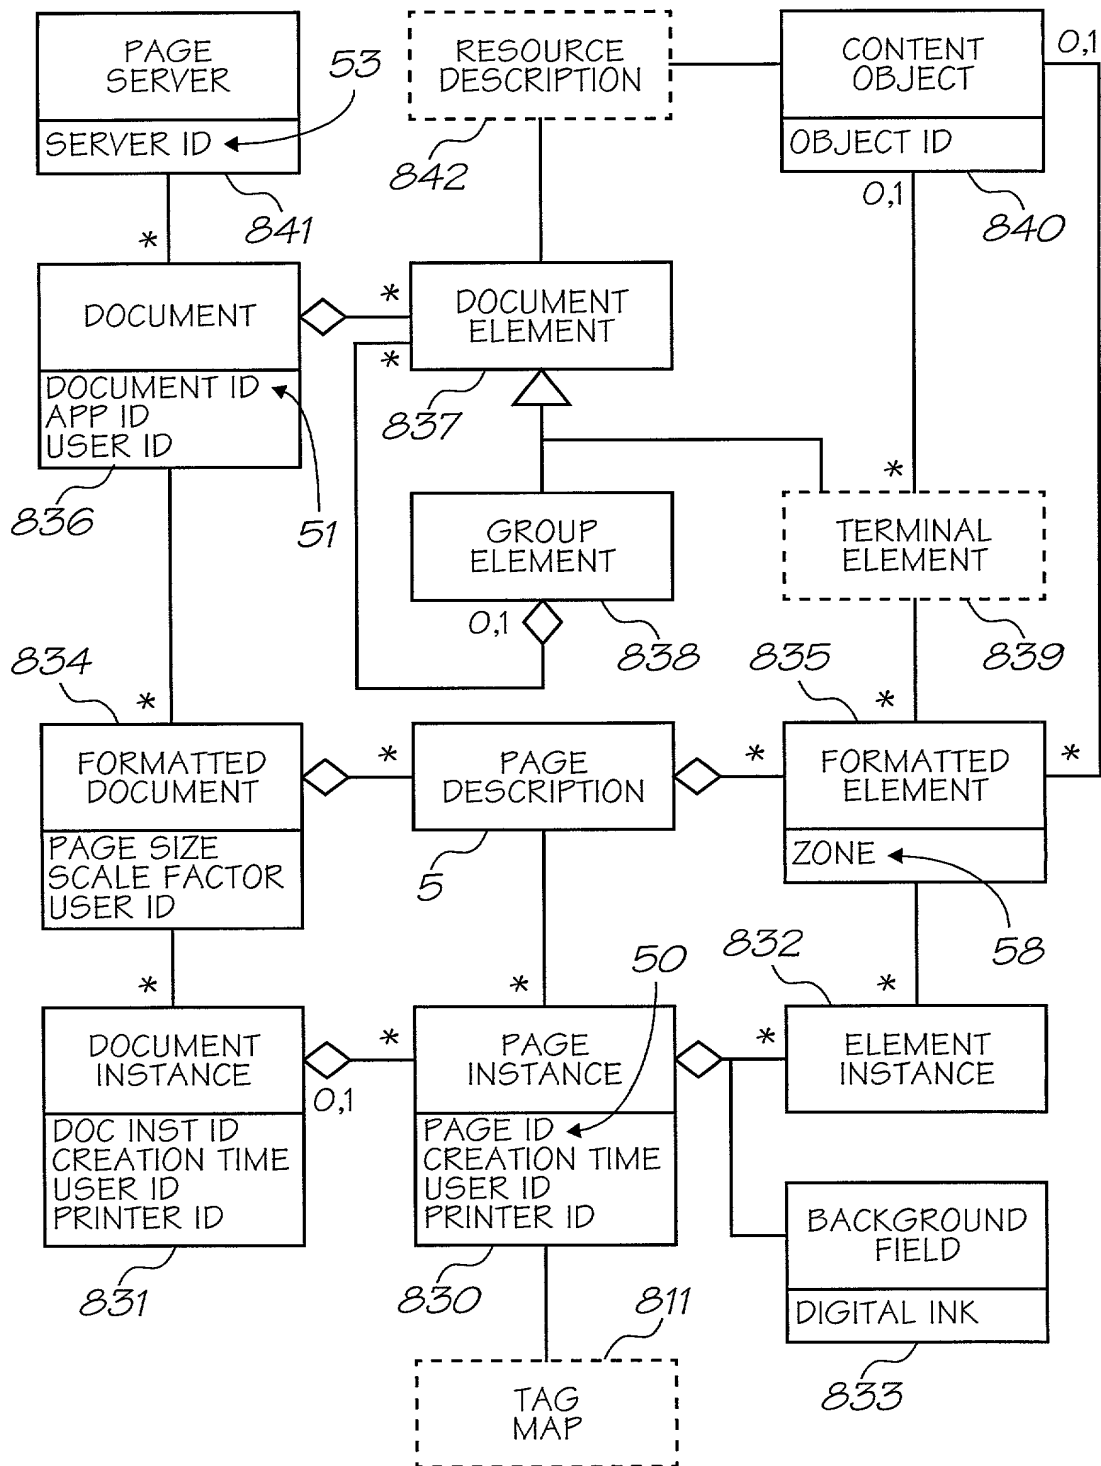 PAGE
SERVER
SERVER ID
53
841
RESOURCE
DESCRIPTION
842
CONTENT
OBJECT
OBJECT ID
0,1
0,1
840
*
DOCUMENT
DOCUMENT ID
APP ID
USER ID
836
51
*
*
DOCUMENT
ELEMENT
837
GROUP
ELEMENT
0,1
838
*
TERMINAL
ELEMENT
839
834
*
FORMATTED
DOCUMENT
PAGE SIZE
SCALE FACTOR
USER ID
*
PAGE
DESCRIPTION
5
835
*
*
*
FORMATTED
ELEMENT
ZONE
58
*
DOCUMENT
INSTANCE
0,1
DOC INST ID
CREATION TIME
USER ID
PRINTER ID
831
*
*
50
PAGE
INSTANCE
PAGE ID
CREATION TIME
USER ID
PRINTER ID
830
832
*
*
ELEMENT
INSTANCE
BACKGROUND
FIELD
DIGITAL INK
833
811
TAG
MAP